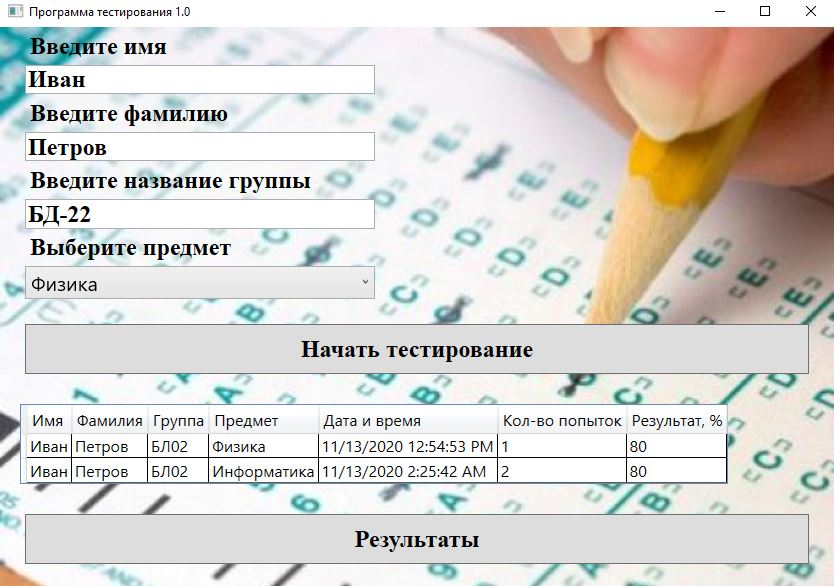 Программа тестирования 1.0
Введите имя
Иван
Введите фамилию
Петров
Введите название группы
БД-22
Выберите предмет
Физика
Начать тестирование
Имя Фамилия Группа Предмет Дата и время Кол-во попыток Результат, %
Иван Петров БЛ02 Физика 11/13/2020 12:54:53 PM 1 80
Иван Петров БЛ02 Информатика 11/13/2020 2:25:42 AM 2 80
Результаты